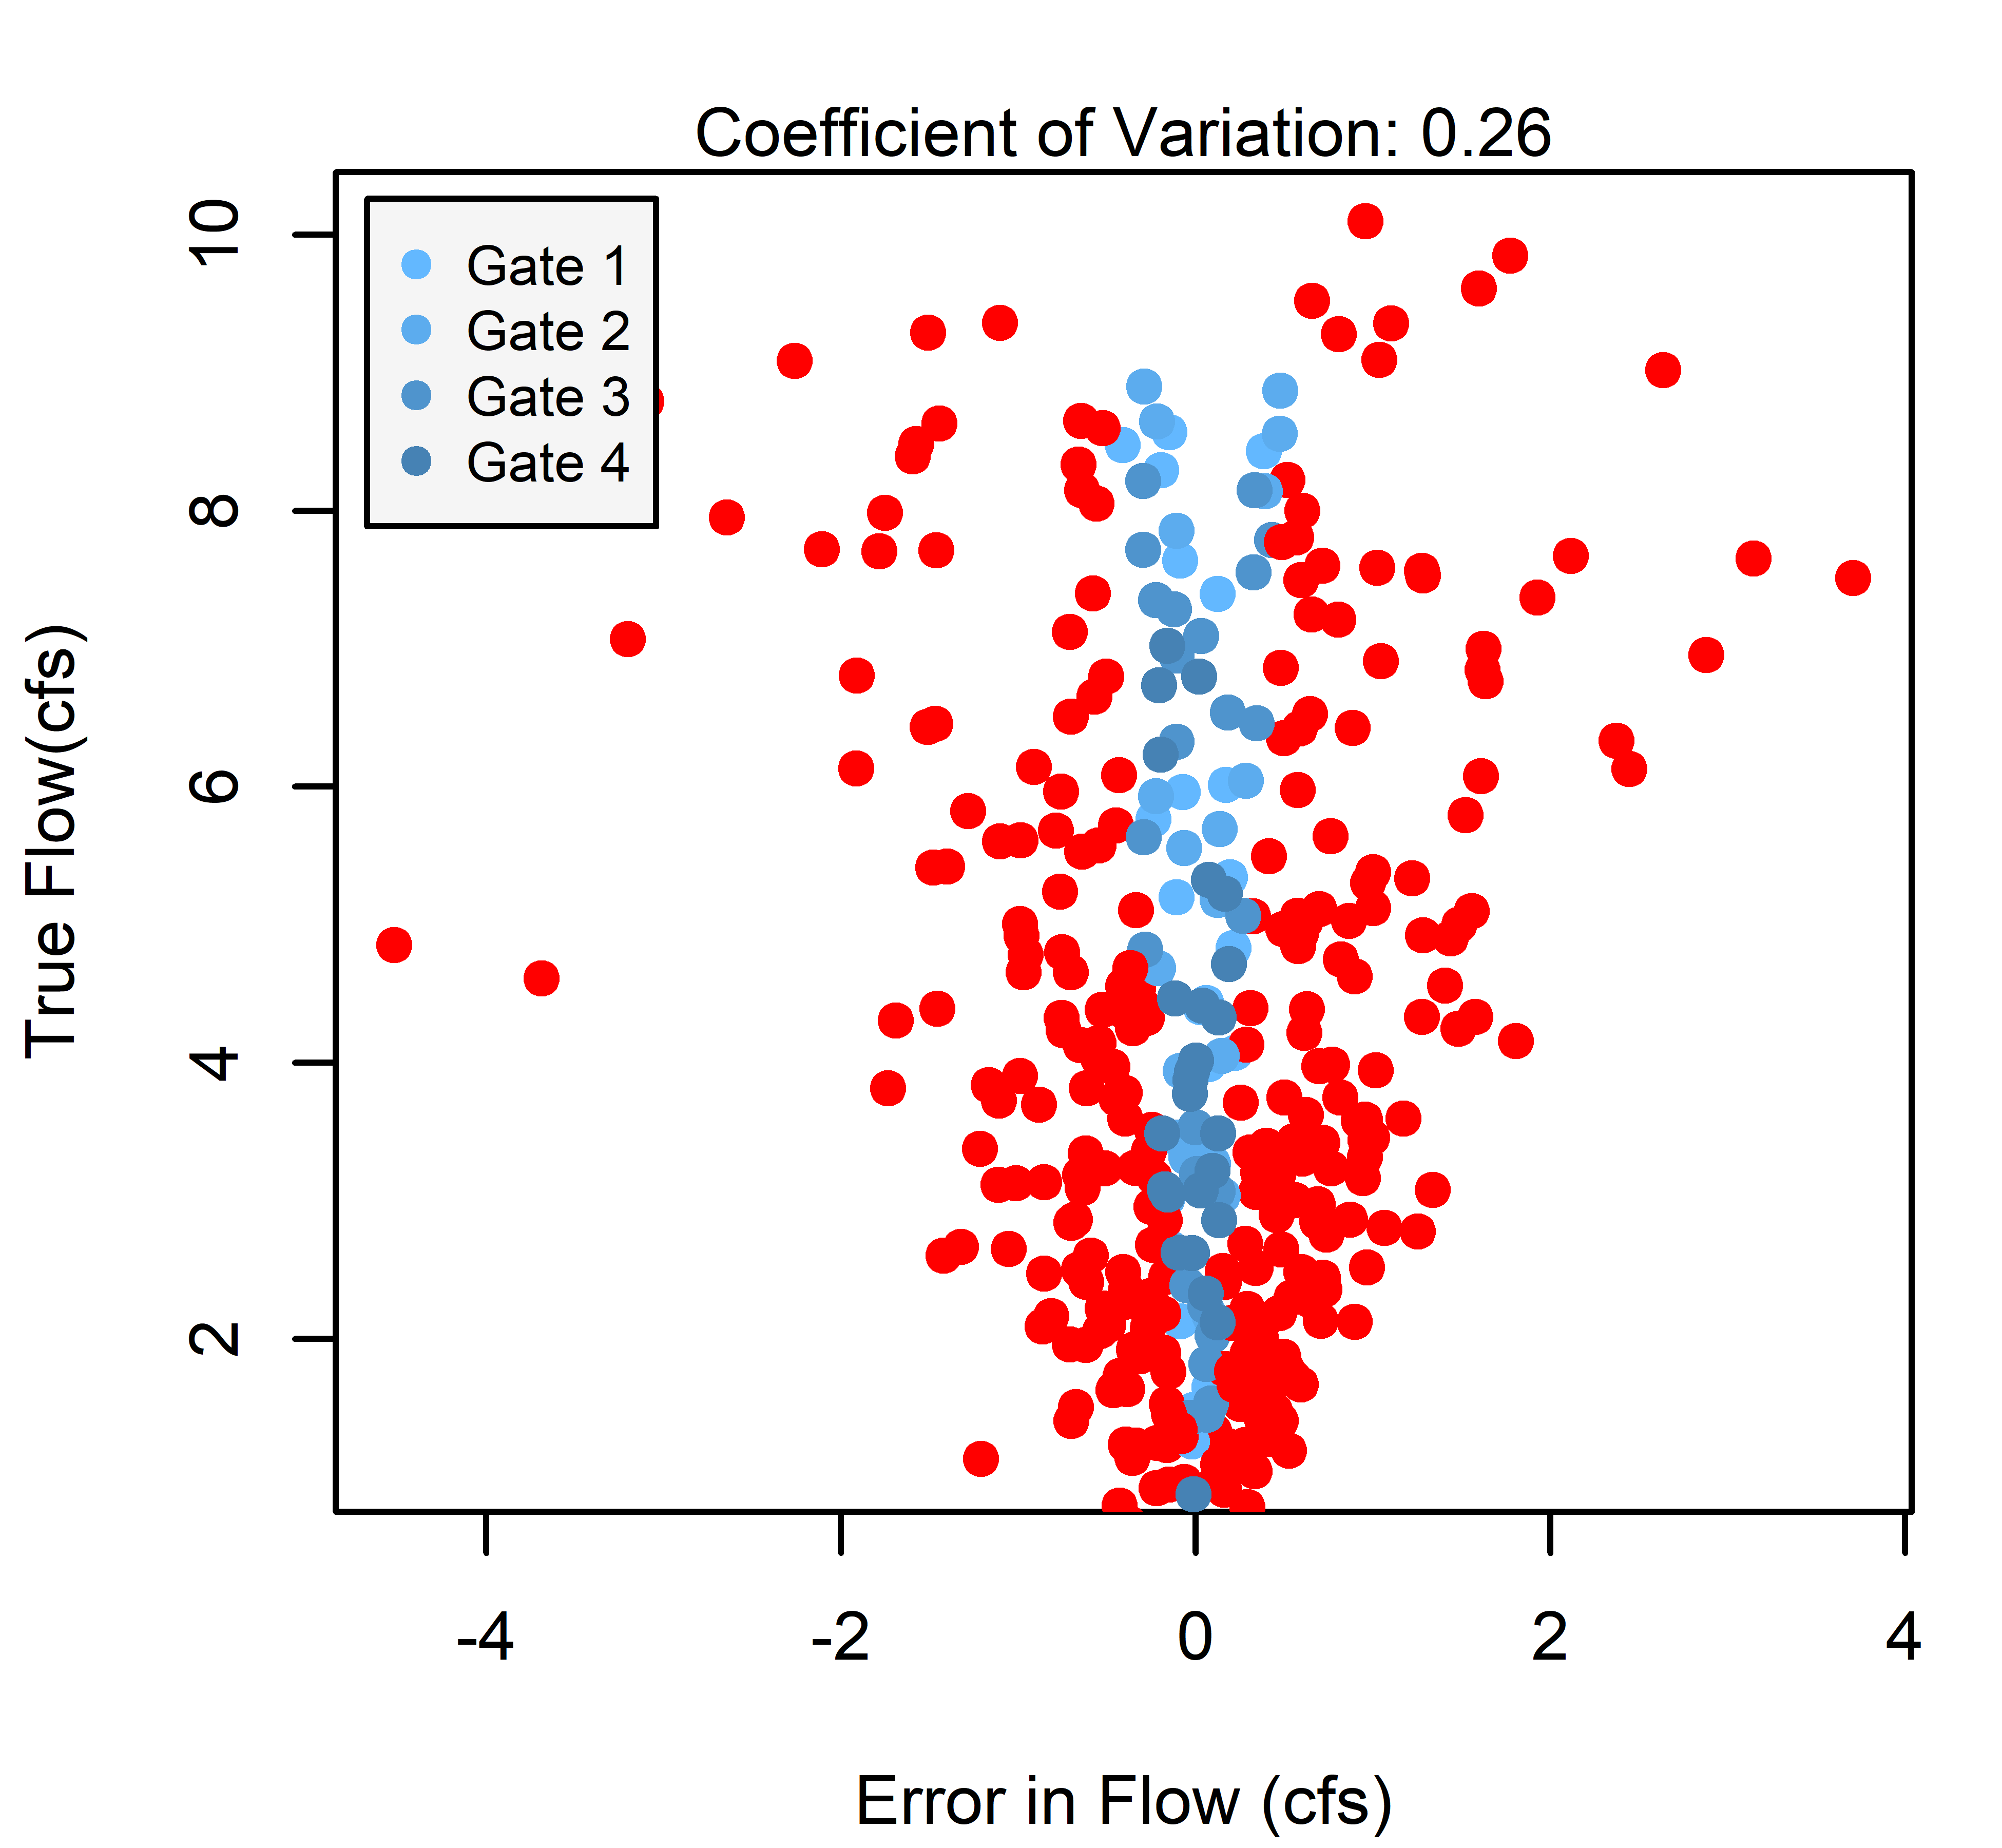 Coefficient of Variation: 0.26
Gate 1
Gate 2
Gate 3
Gate 4
10
8
6
4
2
True Flow(cfs)
-4 -2 0 2 4
Error in Flow (cfs)